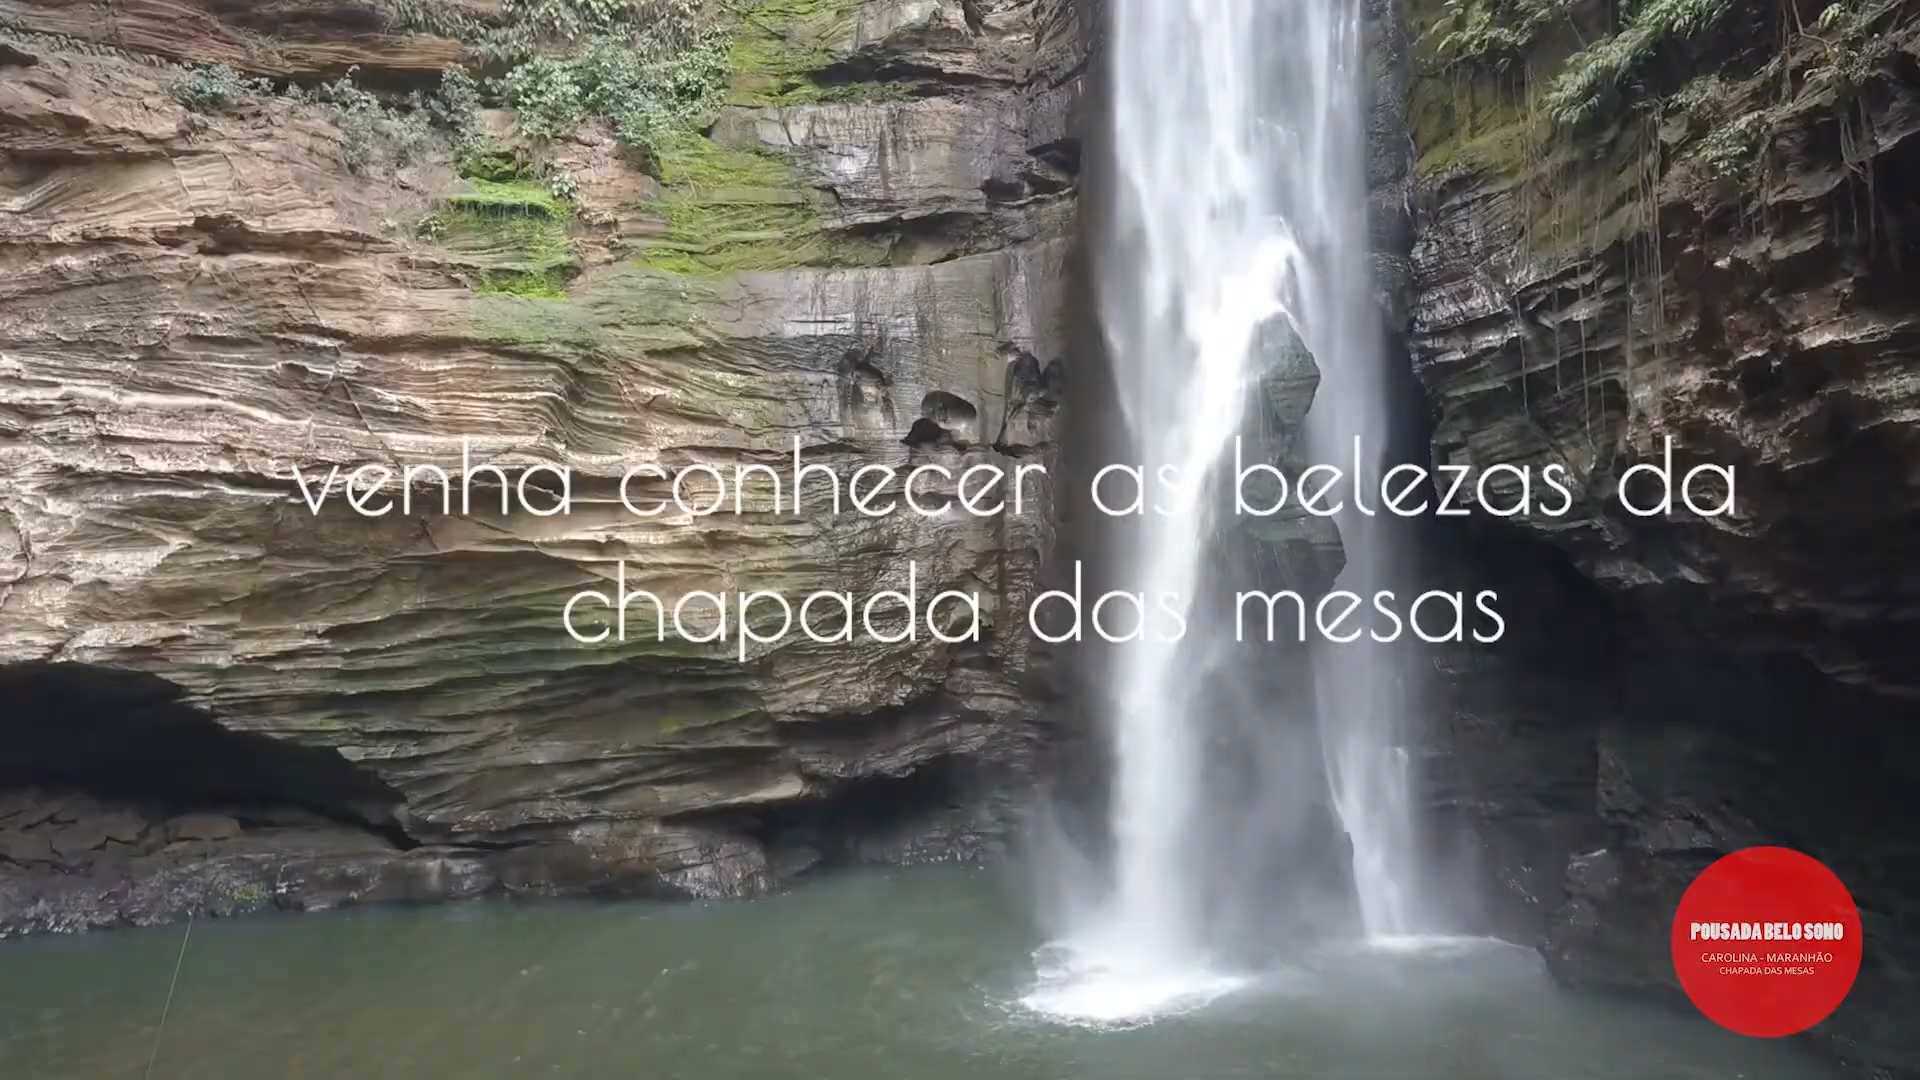 venha conhecer as belezas da
chapada das mesas
POUSADA BELO SONO
CAROLINA - MARANHÃO
CHAPADA DAS MESAS